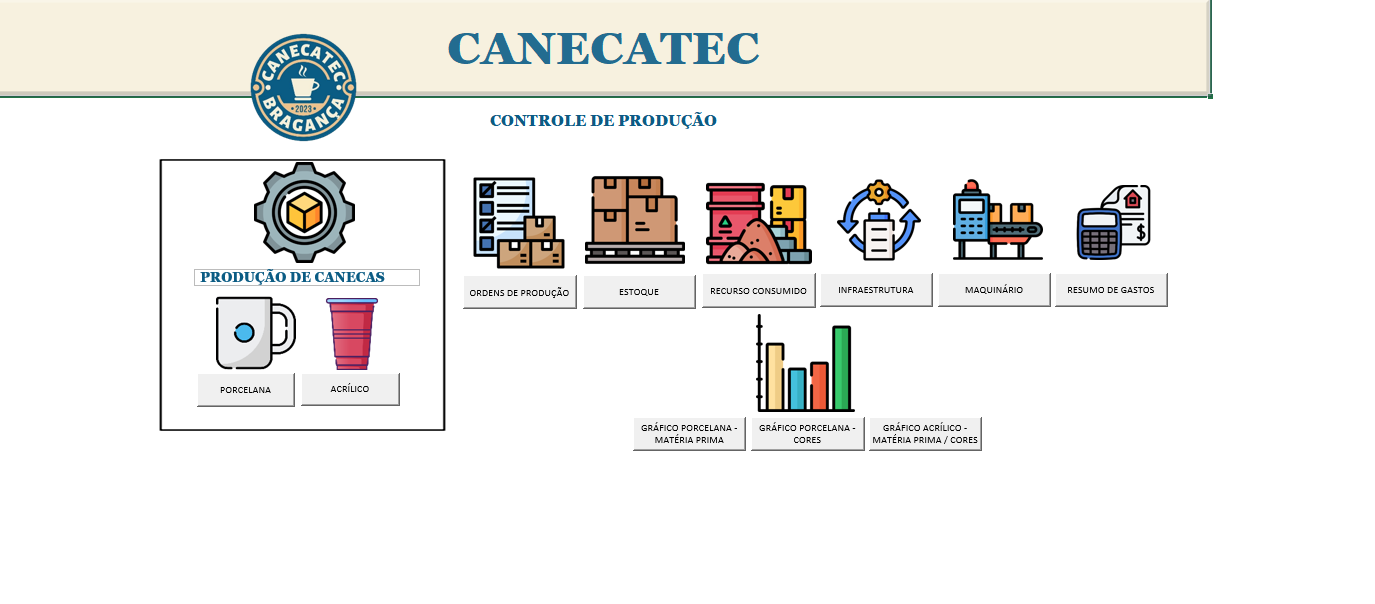 CANECATEC
CANECATEC
BRAGANÇA
2023
CONTROLE DE PRODUÇÃO
PRODUÇÃO DE CANECAS
PORCELANA
ACRÍLICO
ORDENS DE PRODUÇÃO
ESTOQUE
RECURSO CONSUMIDO
INFRAESTRUTURA
MAQUINÁRIO
$
RESUMO DE GASTOS
GRÁFICO PORCELANA -
MATÉRIA PRIMA
GRÁFICO PORCELANA -
CORES
GRÁFICO ACRÍLICO -
MATÉRIA PRIMA / CORES